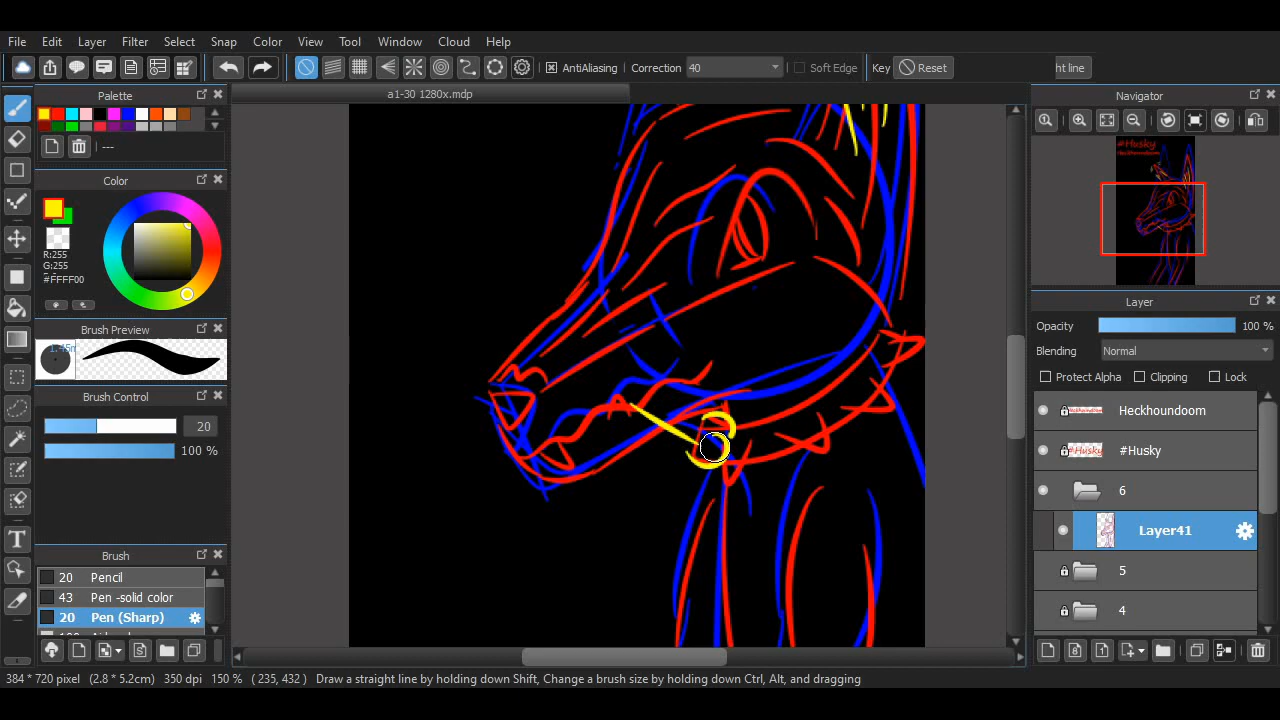 File Edit Layer Filter Select Snap Color View Tool Window Cloud Help
AntiAliasing Correction 40 Soft Edge Key Reset ht line
a1-30 1280x.mdp
Palette
---
Color
R:255
G:255
#FFFF00
Brush Preview
Brush Control
20
100 %
Brush
20 Pencil
43 Pen -solid color
20 Pen (Sharp)
Navigator
#Husky
Heckhoundoom
Layer
Opacity 100 %
Blending Normal
Protect Alpha Clipping Lock
Heckhoundoom
#Husky
6
Layer41
5
4
384 * 720 pixel (2.8 * 5.2cm) 350 dpi 150 % ( 235, 432 ) Draw a straight line by holding down Shift, Change a brush size by holding down Ctrl, Alt, and dragging